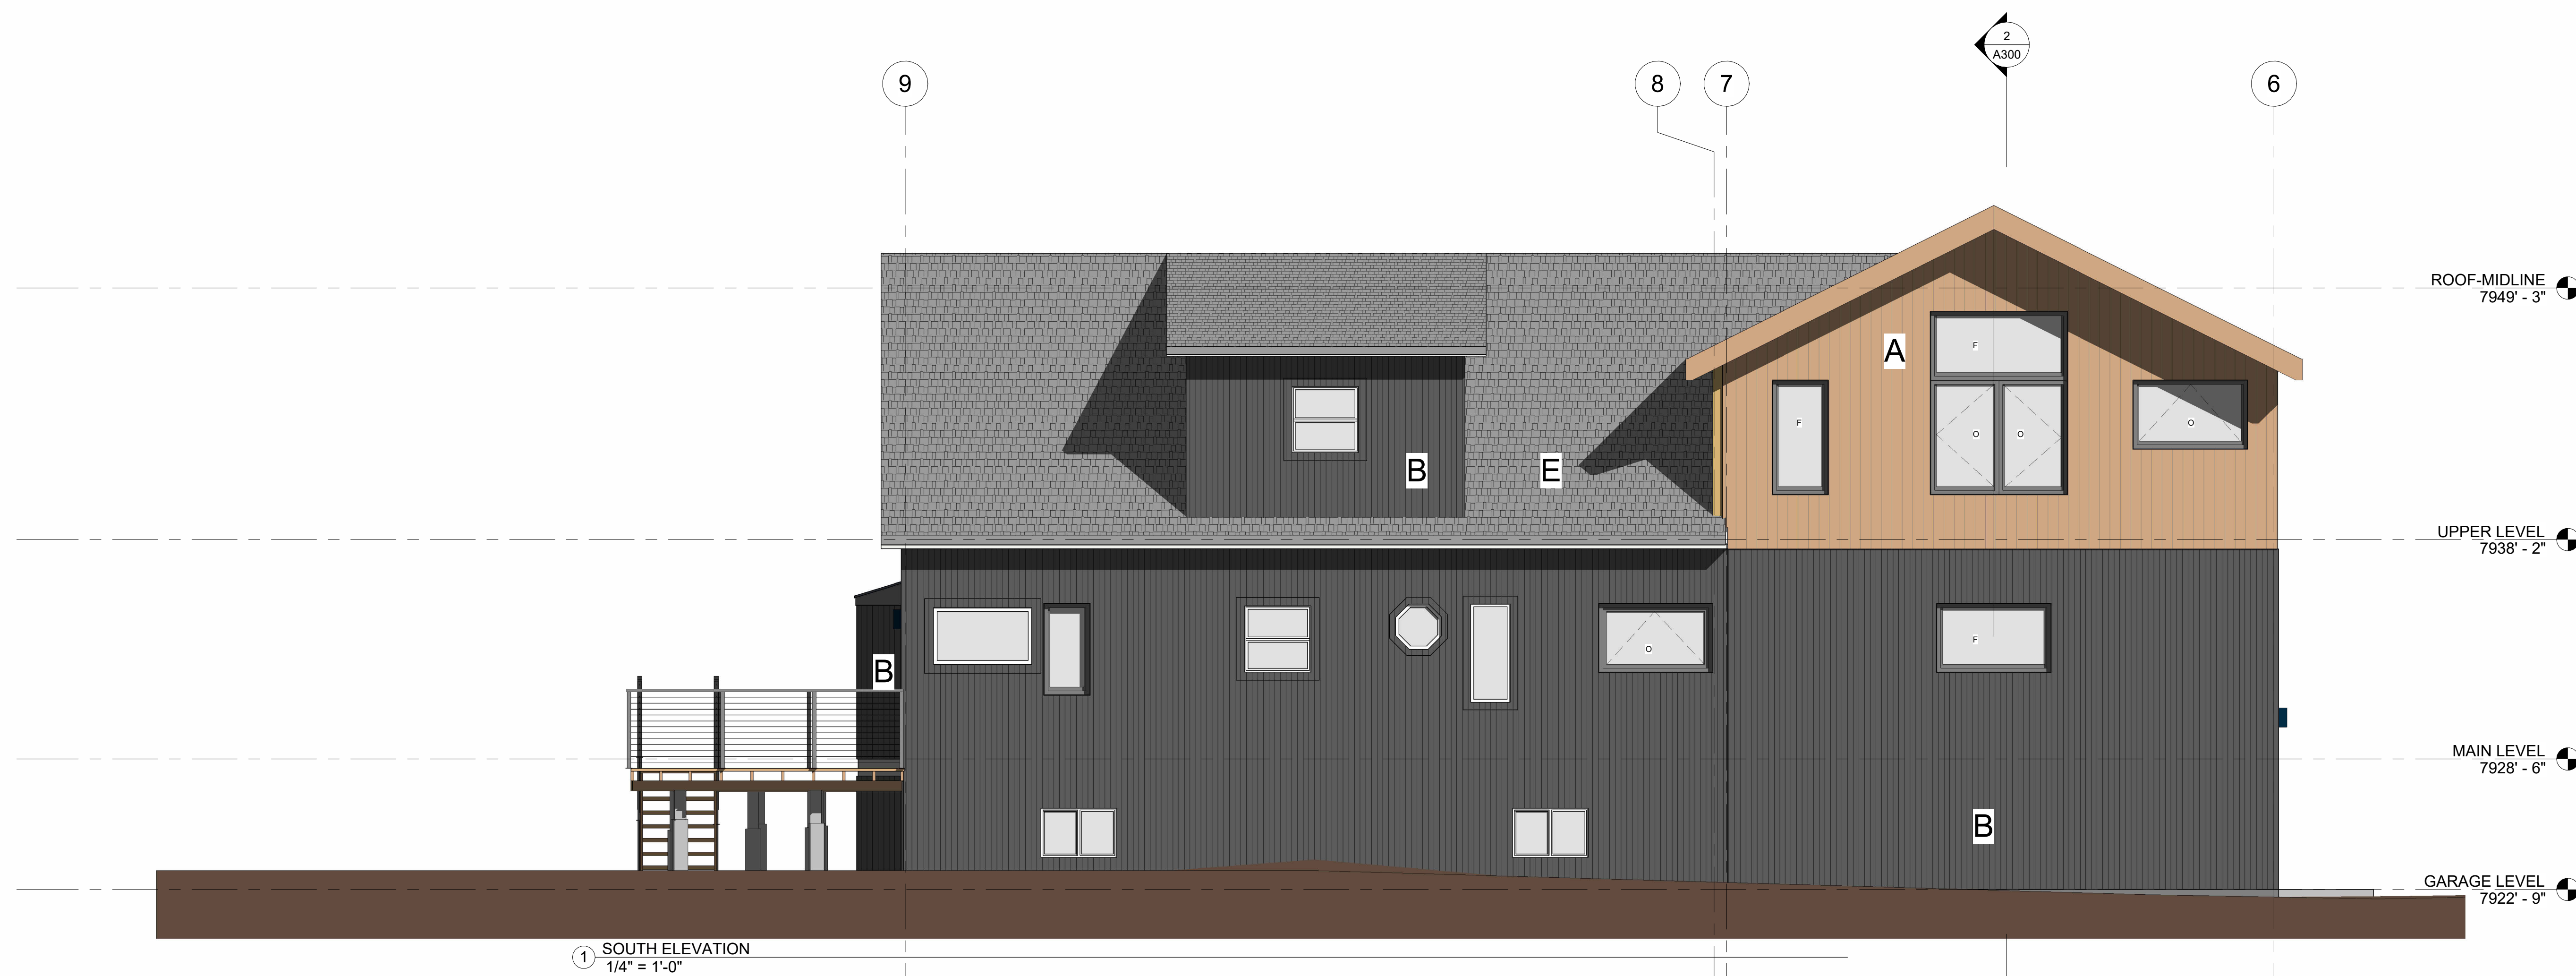 2
A300
9
8
7
6
ROOF-MIDLINE
7949' - 3"
A
F
F
O
O
O
B
E
UPPER LEVEL
7938' - 2"
F
O
B
MAIN LEVEL
7928' - 6"
B
GARAGE LEVEL
7922' - 9"
1
SOUTH ELEVATION
1/4" = 1'-0"